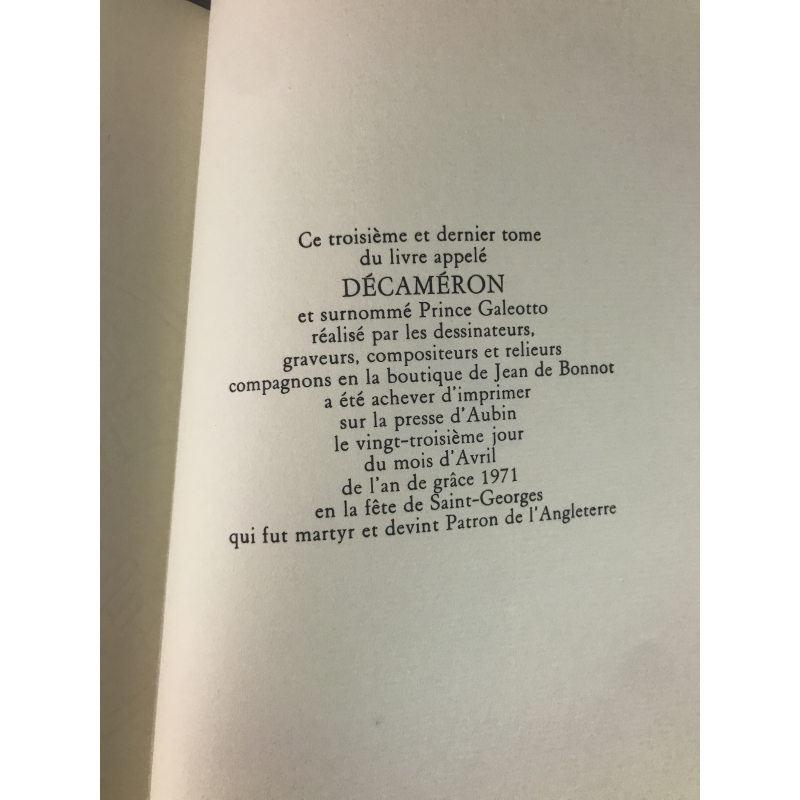 Ce troisième et dernier tome
du livre appelé
DÉCAMÉRON
et surnommé Prince Galeotto
réalisé par les dessinateurs,
graveurs, compositeurs et relieurs
compagnons en la boutique de Jean de Bonnot
a été achever d'imprimer
sur la presse d'Aubin
le vingt-troisième jour
du mois d'Avril
de l'an de grâce 1971
en la fête de Saint-Georges
qui fut martyr et devint Patron de l'Angleterre